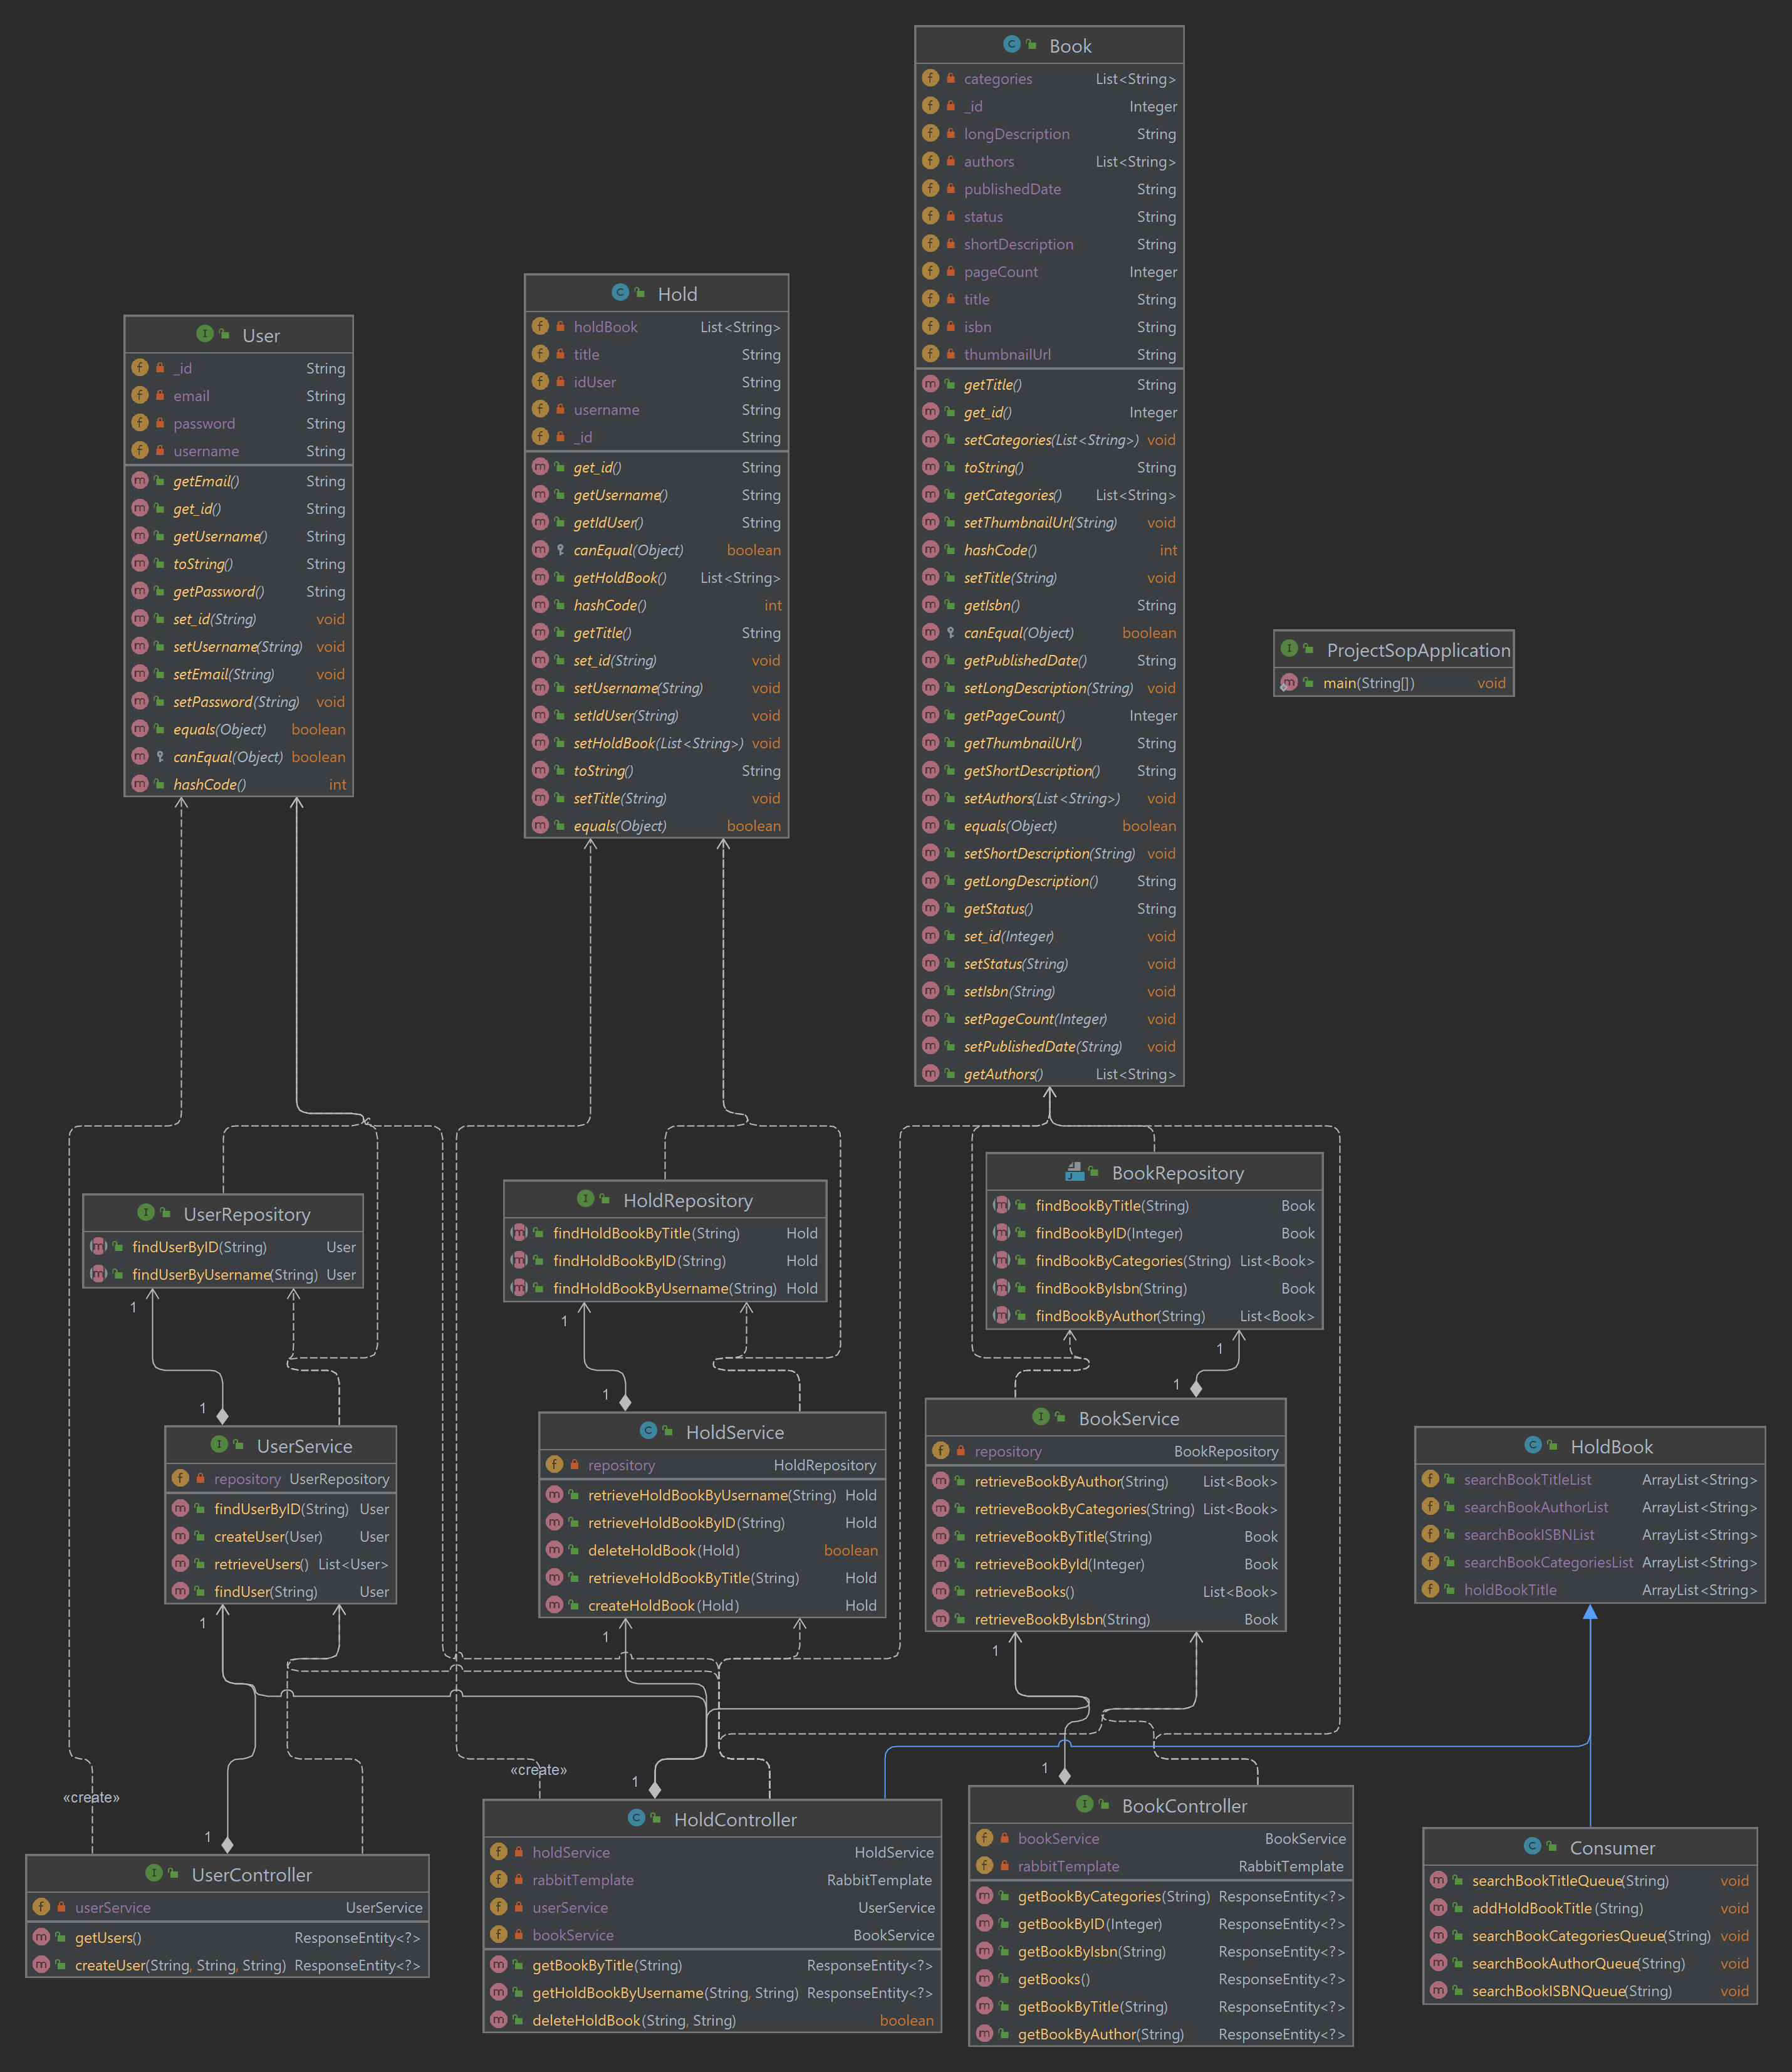 Book
categories List<String>
_id Integer
longDescription String
authors List<String>
publishedDate String
status String
shortDescription String
pageCount Integer
title String
isbn String
thumbnailUrl String
getTitle() String
get_id() Integer
setCategories(List<String>) void
toString() String
getCategories() List<String>
setThumbnailUrl(String) void
hashCode() int
setTitle(String) void
getIsbn() String
canEqual(Object) boolean
getPublishedDate() String
setLongDescription(String) void
getPageCount() Integer
getThumbnailUrl() String
getShortDescription() String
setAuthors(List<String>) void
equals(Object) boolean
setShortDescription(String) void
getLongDescription() String
getStatus() String
set_id(Integer) void
setStatus(String) void
setIsbn(String) void
setPageCount(Integer) void
setPublishedDate(String) void
getAuthors() List<String>
Hold
holdBook List<String>
title String
idUser String
username String
_id String
get_id() String
getUsername() String
getIdUser() String
canEqual(Object) boolean
getHoldBook() List<String>
hashCode() int
getTitle() String
set_id(String) void
setUsername(String) void
setIdUser(String) void
setHoldBook(List<String>) void
toString() String
setTitle(String) void
equals(Object) boolean
User
_id String
email String
password String
username String
getEmail() String
get_id() String
getUsername() String
toString() String
getPassword() String
set_id(String) void
setUsername(String) void
setEmail(String) void
setPassword(String) void
equals(Object) boolean
canEqual(Object) boolean
hashCode() int
ProjectSopApplication
main(String[]) void
UserRepository
findUserByID(String) User
findUserByUsername(String) User
HoldRepository
findHoldBookByTitle(String) Hold
findHoldBookByID(String) Hold
findHoldBookByUsername(String) Hold
BookRepository
findBookByTitle(String) Book
findBookByID(Integer) Book
findBookByCategories(String) List<Book>
findBookByIsbn(String) Book
findBookByAuthor(String) List<Book>
1
1
1
1
1
1
UserService
repository UserRepository
findUserByID(String) User
createUser(User) User
retrieveUsers() List<User>
findUser(String) User
HoldService
repository HoldRepository
retrieveHoldBookByUsername(String) Hold
retrieveHoldBookByID(String) Hold
deleteHoldBook(Hold) boolean
retrieveHoldBookByTitle(String) Hold
createHoldBook(Hold) Hold
BookService
repository BookRepository
retrieveBookByAuthor(String) List<Book>
retrieveBookByCategories(String) List<Book>
retrieveBookByTitle(String) Book
retrieveBookById(Integer) Book
retrieveBooks() List<Book>
retrieveBookByIsbn(String) Book
HoldBook
searchBookTitleList ArrayList<String>
searchBookAuthorList ArrayList<String>
searchBookISBNList ArrayList<String>
searchBookCategoriesList ArrayList<String>
holdBookTitle ArrayList<String>
1
1
1
«create»
«create»
1
1
1
UserController
userService UserService
getUsers() ResponseEntity<?>
createUser(String, String, String) ResponseEntity<?>
HoldController
holdService HoldService
rabbitTemplate RabbitTemplate
userService UserService
bookService BookService
getBookByTitle(String) ResponseEntity<?>
getHoldBookByUsername(String, String) ResponseEntity<?>
deleteHoldBook(String, String) boolean
BookController
bookService BookService
rabbitTemplate RabbitTemplate
getBookByCategories(String) ResponseEntity<?>
getBookByID(Integer) ResponseEntity<?>
getBookByIsbn(String) ResponseEntity<?>
getBooks() ResponseEntity<?>
getBookByTitle(String) ResponseEntity<?>
getBookByAuthor(String) ResponseEntity<?>
Consumer
searchBookTitleQueue(String) void
addHoldBookTitle(String) void
searchBookCategoriesQueue(String) void
searchBookAuthorQueue(String) void
searchBookISBNQueue(String) void